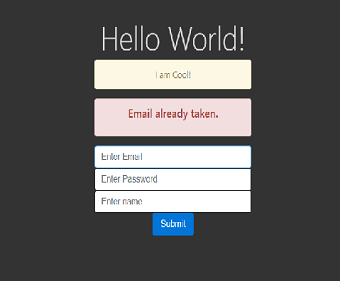 Hello World!
I am Cool!
Email already taken.
Enter Email
Enter Password
Enter name
Submit